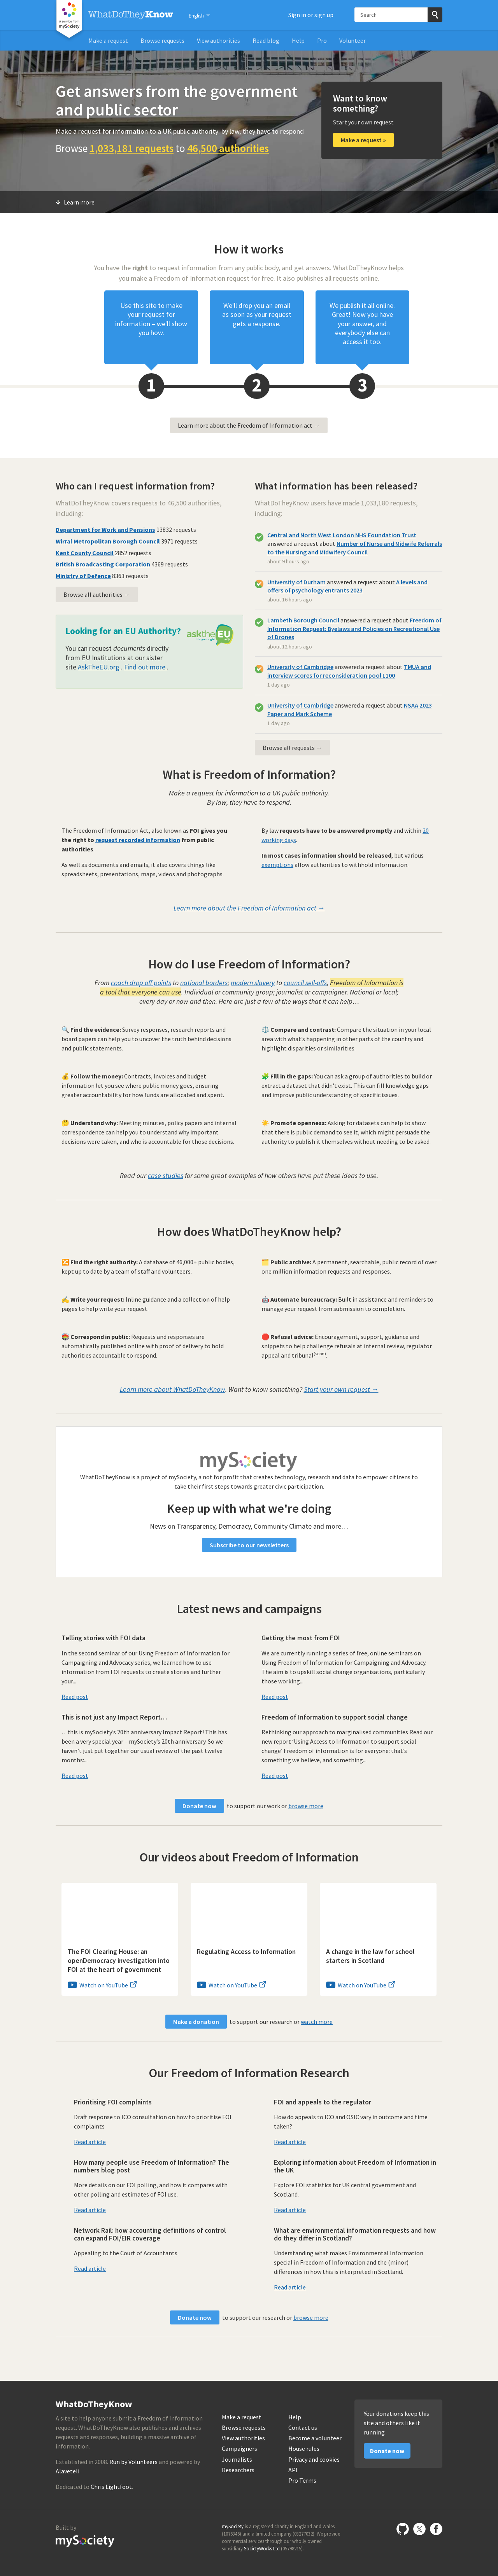 a project from mySociety
WhatDoTheyKnow
English
Sign in or sign up
Search
Make a request
Browse requests
View authorities
Read blog
Help
Pro
Volunteer
Get answers from the government
and public sector
Make a request for information to a UK public authority: by law, they have to respond
Browse 1,033,181 requests to 46,500 authorities
Want to know
something?
Start your own request
Make a request »
Learn more
How it works
You have the right to request information from any public body, and get answers. WhatDoTheyKnow helps
you make a Freedom of Information request for free. It also publishes all requests online.
Use this site to make
your request for
information – we'll show
you how.
We'll drop you an email
as soon as your request
gets a response.
We publish it all online.
Great! Now you have
your answer, and
everybody else can
access it too.
1
2
3
Learn more about the Freedom of Information act →
Who can I request information from?
WhatDoTheyKnow covers requests to 46,500 authorities,
including:
Department for Work and Pensions 13832 requests
Wirral Metropolitan Borough Council 3971 requests
Kent County Council 2852 requests
British Broadcasting Corporation 4369 requests
Ministry of Defence 8363 requests
Browse all authorities →
Looking for an EU Authority?
asktheEU
You can request documents directly
from EU Institutions at our sister
site AskTheEU.org. Find out more.
What information has been released?
WhatDoTheyKnow users have made 1,033,180 requests,
including:
Central and North West London NHS Foundation Trust
answered a request about Number of Nurse and Midwife Referrals
to the Nursing and Midwifery Council
about 9 hours ago
University of Durham answered a request about A levels and
offers of psychology entrants 2023
about 16 hours ago
Lambeth Borough Council answered a request about Freedom of
Information Request: Byelaws and Policies on Recreational Use
of Drones
about 11 hours ago
University of Cambridge answered a request about TMUA and
interview scores for reconsideration pool L100
1 day ago
University of Cambridge answered a request about NSAA 2023
Paper and Mark Scheme
1 day ago
Browse all requests →
What is Freedom of Information?
Make a request for information to a UK public authority.
By law, they have to respond.
The Freedom of Information Act, also known as FOI gives you
the right to request recorded information from public
authorities.
As well as documents and emails, it also covers things like
spreadsheets, presentations, maps, videos and photographs.
By law requests have to be answered promptly and within 20
working days.
In most cases information should be released, but various
exemptions allow authorities to withhold information.
Learn more about the Freedom of Information act →
How do I use Freedom of Information?
From coach drop off points to national borders; modern slavery to council sell-offs, Freedom of Information is
a tool that everyone can use. Individual or community group; journalist or campaigner. National or local;
every day or now and then. Here are just a few of the ways that it can help…
🔍 Find the evidence: Survey responses, research reports and
board papers can help you to uncover the truth behind decisions
and public statements.
⚖️ Compare and contrast: Compare the situation in your local
area with what's happening in other parts of the country and
highlight disparities or similarities.
💰 Follow the money: Contracts, invoices and budget
information let you see where public money goes, ensuring
greater accountability for how funds are allocated and spent.
🧩 Fill in the gaps: You can ask a group of authorities to build or
extract a dataset that didn't exist. This can fill knowledge gaps
and improve public understanding of specific issues.
🤔 Understand why: Meeting minutes, policy papers and internal
correspondence can help you to understand why important
decisions were taken, and who is accountable for those decisions.
☀️ Promote openness: Asking for datasets can help to show
that there is public demand to see it, which might persuade the
authority to publish it themselves without needing to be asked.
Read our case studies for some great examples of how others have put these ideas to use.
How does WhatDoTheyKnow help?
🔀 Find the right authority: A database of 46,000+ public bodies,
kept up to date by a team of staff and volunteers.
🗂️ Public archive: A permanent, searchable, public record of over
one million information requests and responses.
✍️ Write your request: Inline guidance and a collection of help
pages to help write your request.
🤖 Automate bureaucracy: Built in assistance and reminders to
manage your request from submission to completion.
📮 Correspond in public: Requests and responses are
automatically published online with proof of delivery to hold
authorities accountable to respond.
🛑 Refusal advice: Encouragement, support, guidance and
snippets to help challenge refusals at internal review, regulator
appeal and tribunal(soon).
Learn more about WhatDoTheyKnow. Want to know something? Start your own request →
mySociety
WhatDoTheyKnow is a project of mySociety, a not for profit that creates technology, research and data to empower citizens to
take their first steps towards greater civic participation.
Keep up with what we're doing
News on Transparency, Democracy, Community Climate and more…
Subscribe to our newsletters
Latest news and campaigns
Telling stories with FOI data
In the second seminar of our Using Freedom of Information for
Campaigning and Advocacy series, we learned how to use
information from FOI requests to create stories and further
your...
Read post
Getting the most from FOI
We are currently running a series of free, online seminars on
Using Freedom of Information for Campaigning and Advocacy.
The aim is to upskill social change organisations, particularly
those working...
Read post
This is not just any Impact Report…
…this is mySociety's 20th anniversary Impact Report! This has
been a very special year – mySociety's 20th anniversary. So we
haven't just put together our usual review of the past twelve
months:...
Read post
Freedom of Information to support social change
Rethinking our approach to marginalised communities Read our
new report 'Using Access to Information to support social
change' Freedom of information is for everyone: that's
something we believe, and something...
Read post
Donate now to support our work or browse more
Our videos about Freedom of Information
The FOI Clearing House: an
openDemocracy investigation into
FOI at the heart of government
Watch on YouTube
Regulating Access to Information
Watch on YouTube
A change in the law for school
starters in Scotland
Watch on YouTube
Make a donation to support our research or watch more
Our Freedom of Information Research
Prioritising FOI complaints
Draft response to ICO consultation on how to prioritise FOI
complaints
Read article
FOI and appeals to the regulator
How do appeals to ICO and OSIC vary in outcome and time
taken?
Read article
How many people use Freedom of Information? The
numbers blog post
More details on our FOI polling, and how it compares with
other polling and estimates of FOI use.
Read article
Exploring information about Freedom of Information in
the UK
Explore FOI statistics for UK central government and
Scotland.
Read article
Network Rail: how accounting definitions of control
can expand FOI/EIR coverage
Appealing to the Court of Accountants.
Read article
What are environmental information requests and how
do they differ in Scotland?
Understanding what makes Environmental Information
special in Freedom of Information and the (minor)
differences in how this is interpreted in Scotland.
Read article
Donate now to support our research or browse more
WhatDoTheyKnow
A site to help anyone submit a Freedom of Information
request. WhatDoTheyKnow also publishes and archives
requests and responses, building a massive archive of
information.
Established in 2008. Run by Volunteers and powered by
Alaveteli.
Dedicated to Chris Lightfoot.
Make a request
Browse requests
View authorities
Campaigners
Journalists
Researchers
Help
Contact us
Become a volunteer
House rules
Privacy and cookies
API
Pro Terms
Your donations keep this
site and others like it
running
Donate now
Built by
mySociety
mySociety is a registered charity in England and Wales
(1076346) and a limited company (03277032). We provide
commercial services through our wholly owned
subsidiary SocietyWorks Ltd (05798215).